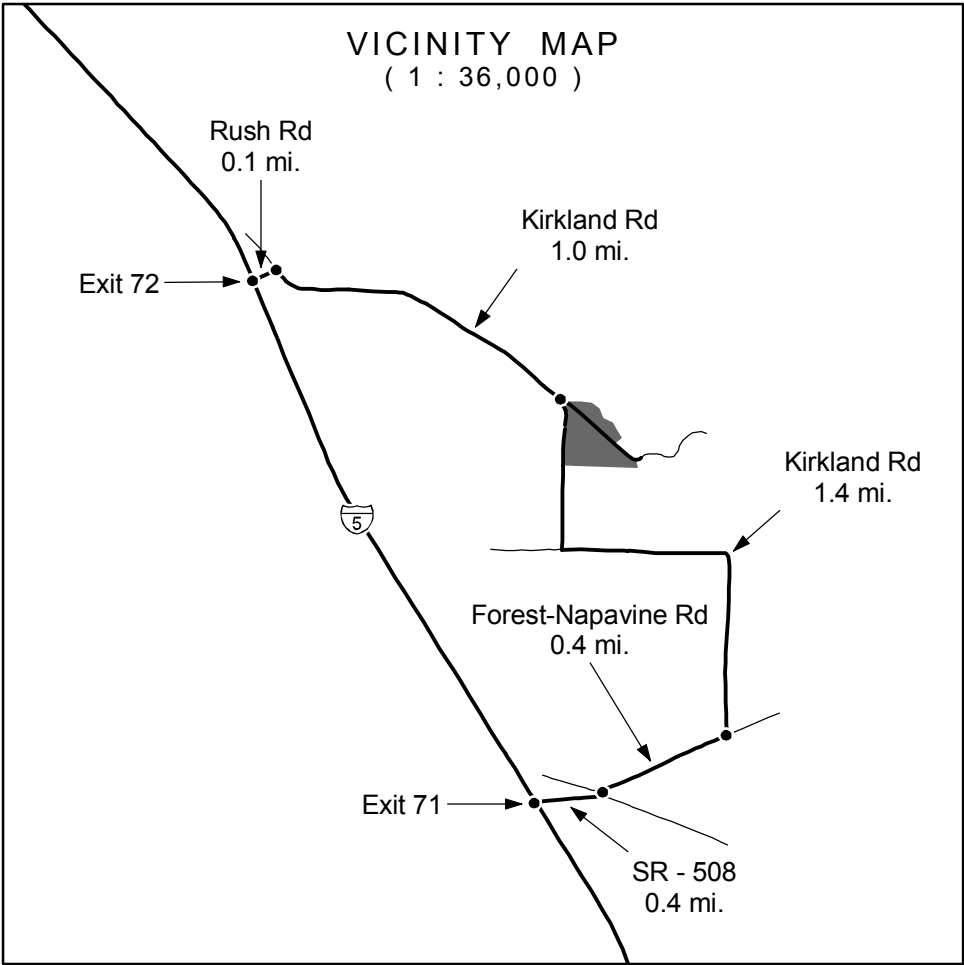 VICINITY MAP
( 1 : 36,000 )
Rush Rd
0.1 mi.
Kirkland Rd
1.0 mi.
Exit 72
Kirkland Rd
1.4 mi.
5
Forest-Napavine Rd
0.4 mi.
Exit 71
SR - 508
0.4 mi.